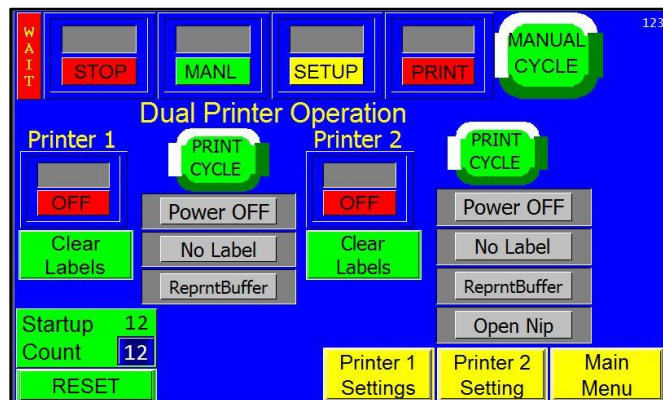 WAIT
STOP
MANL
SETUP
PRINT
MANUAL
CYCLE
123
Dual Printer Operation
Printer 1
PRINT
CYCLE
Printer 2
PRINT
CYCLE
OFF
Power OFF
OFF
Power OFF
Clear
Labels
No Label
Clear
Labels
No Label
ReprntBuffer
ReprntBuffer
Startup 12
Count 12
Open Nip
RESET
Printer 1
Settings
Printer 2
Setting
Main
Menu